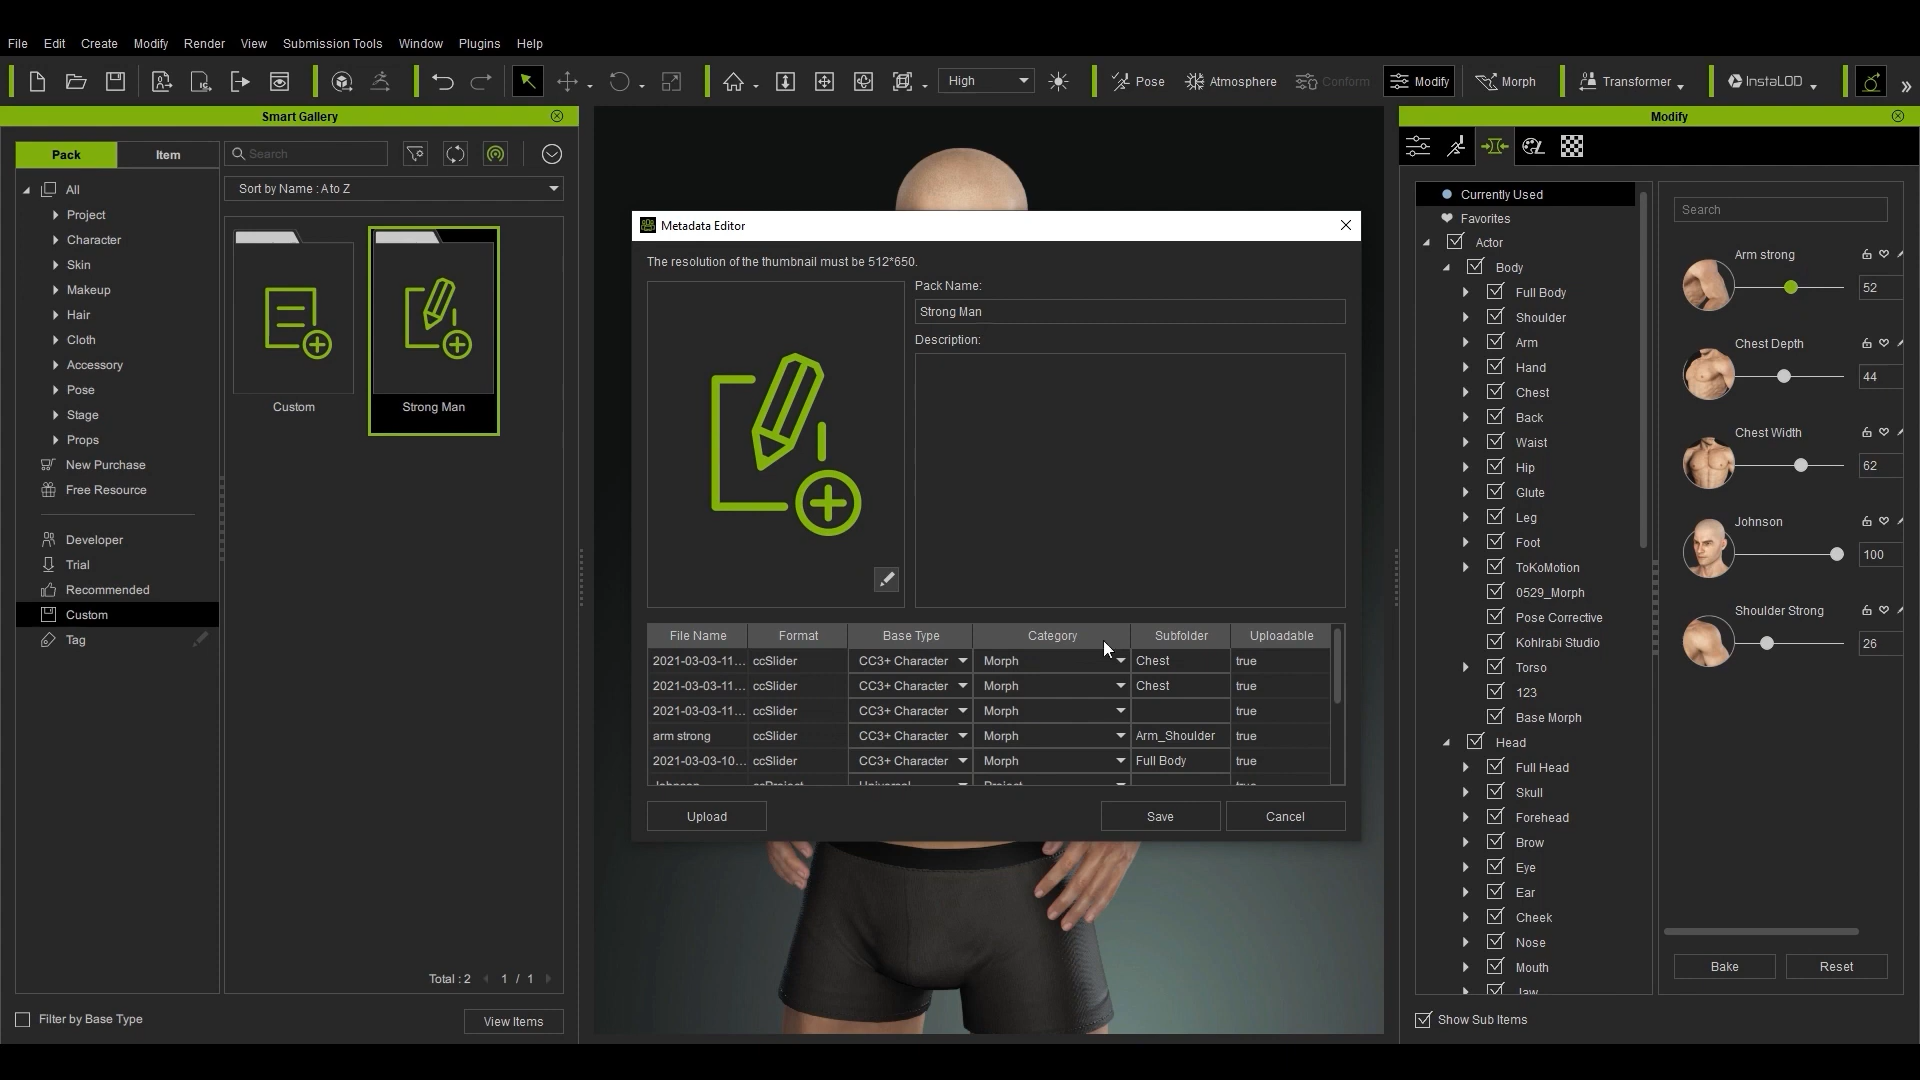 File Edit Create Modify Render View Submission Tools Window Plugins Help
High Pose Atmosphere Conform Modify Morph Transformer InstaLOD
Smart Gallery
Pack Item
Search
Sort by Name : A to Z
All
Project
Character
Skin
Makeup
Hair
Cloth
Accessory
Pose
Stage
Props
New Purchase
Free Resource
Developer
Trial
Recommended
Custom
Tag
Custom
Strong Man
Total : 2 1 / 1
Filter by Base Type
View Items
Metadata Editor
The resolution of the thumbnail must be 512*650.
Pack Name:
Strong Man
Description:
File Name Format Base Type Category Subfolder Uploadable
2021-03-03-11... ccSlider CC3+ Character Morph Chest true
2021-03-03-11... ccSlider CC3+ Character Morph Chest true
2021-03-03-11... ccSlider CC3+ Character Morph true
arm strong ccSlider CC3+ Character Morph Arm_Shoulder true
2021-03-03-10... ccSlider CC3+ Character Morph Full Body true
Johnson ccProject Universal Project true
Upload Save Cancel
Modify
Currently Used
Favorites
Actor
Body
Full Body
Shoulder
Arm
Hand
Chest
Back
Waist
Hip
Glute
Leg
Foot
ToKoMotion
0529_Morph
Pose Corrective
Kohlrabi Studio
Torso
123
Base Morph
Head
Full Head
Skull
Forehead
Brow
Eye
Ear
Cheek
Nose
Mouth
Jaw
Show Sub Items
Search
Arm strong
52
Chest Depth
44
Chest Width
62
Johnson
100
Shoulder Strong
26
Bake Reset